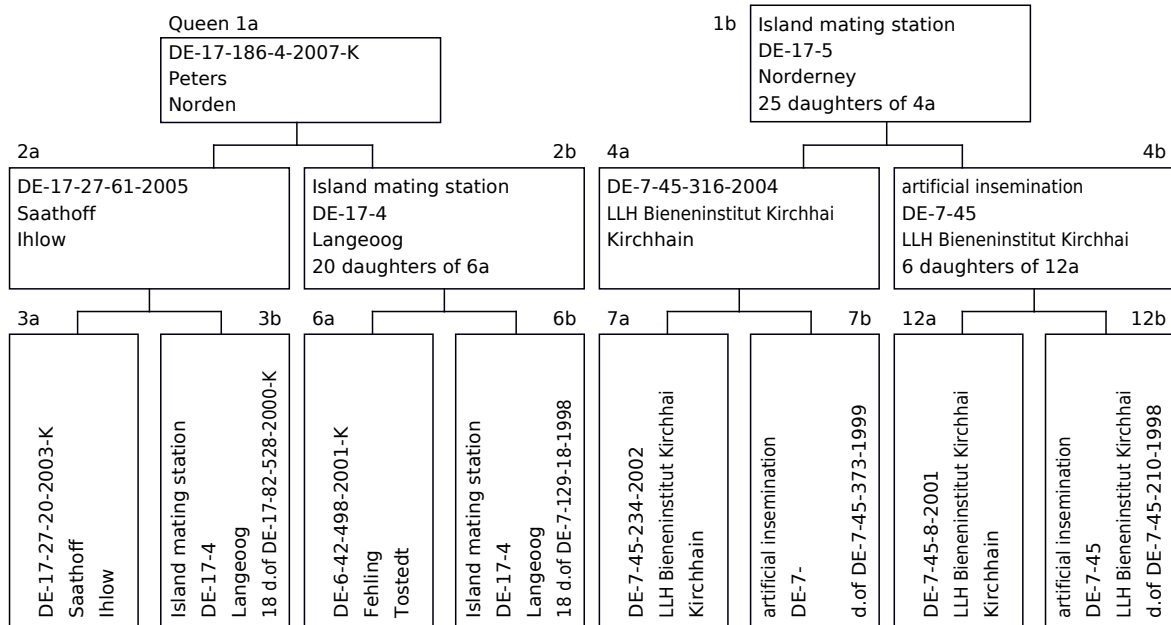 Queen 1a
DE-17-186-4-2007-K
Peters
Norden
1b
Island mating station
DE-17-5
Norderney
25 daughters of 4a
2a
DE-17-27-61-2005
Saathoff
Ihlow
2b
Island mating station
DE-17-4
Langeoog
20 daughters of 6a
4a
DE-7-45-316-2004
LLH Bieneninstitut Kirchhai
Kirchhain
4b
artificial insemination
DE-7-45
LLH Bieneninstitut Kirchhai
6 daughters of 12a
3a
DE-17-27-20-2003-K
Saathoff
Ihlow
3b
Island mating station
DE-17-4
Langeoog
18 d.of DE-17-82-528-2000-K
6a
DE-6-42-498-2001-K
Fehling
Tostedt
6b
Island mating station
DE-17-4
Langeoog
18 d.of DE-7-129-18-1998
7a
DE-7-45-234-2002
LLH Bieneninstitut Kirchhai
Kirchhain
7b
artificial insemination
DE-7-
d.of DE-7-45-373-1999
12a
DE-7-45-8-2001
LLH Bieneninstitut Kirchhai
Kirchhain
12b
artificial insemination
DE-7-45
LLH Bieneninstitut Kirchhai
d.of DE-7-45-210-1998